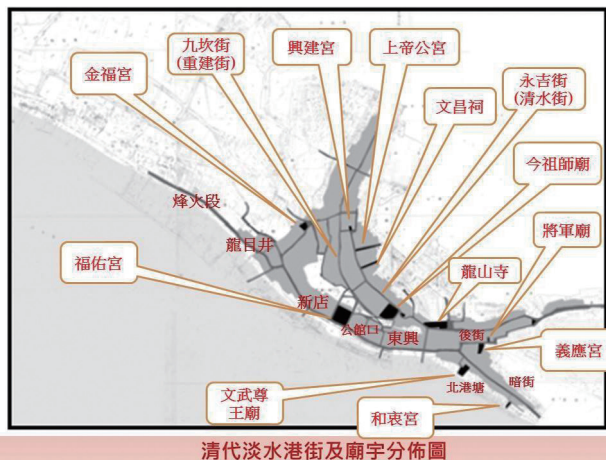 九坎街
(重建街)
興建宮
上帝公宮
金福宮
永吉街
(清水街)
文昌祠
今祖師廟
烽火段
將軍廟
龍目井
龍山寺
福佑宮
新店
公館口
東興
後街
義應宮
暗街
北港塘
文武尊
王廟
和衷宮
清代淡水港街及廟宇分佈圖